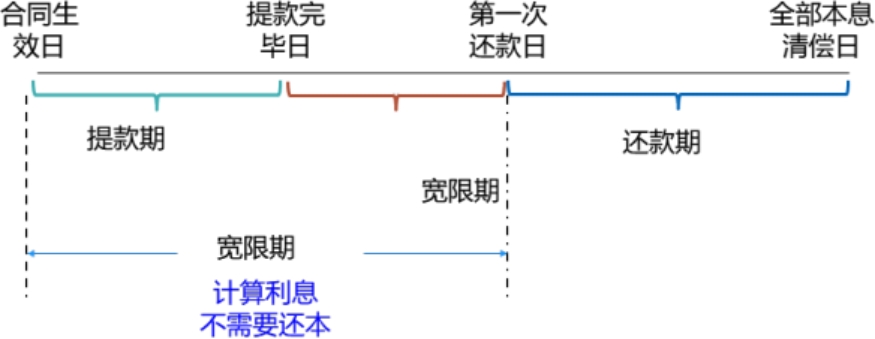 合同生
效日
提款完
毕日
第一次
还款日
全部本息
清偿日
提款期
还款期
宽限期
宽限期
计算利息
不需要还本